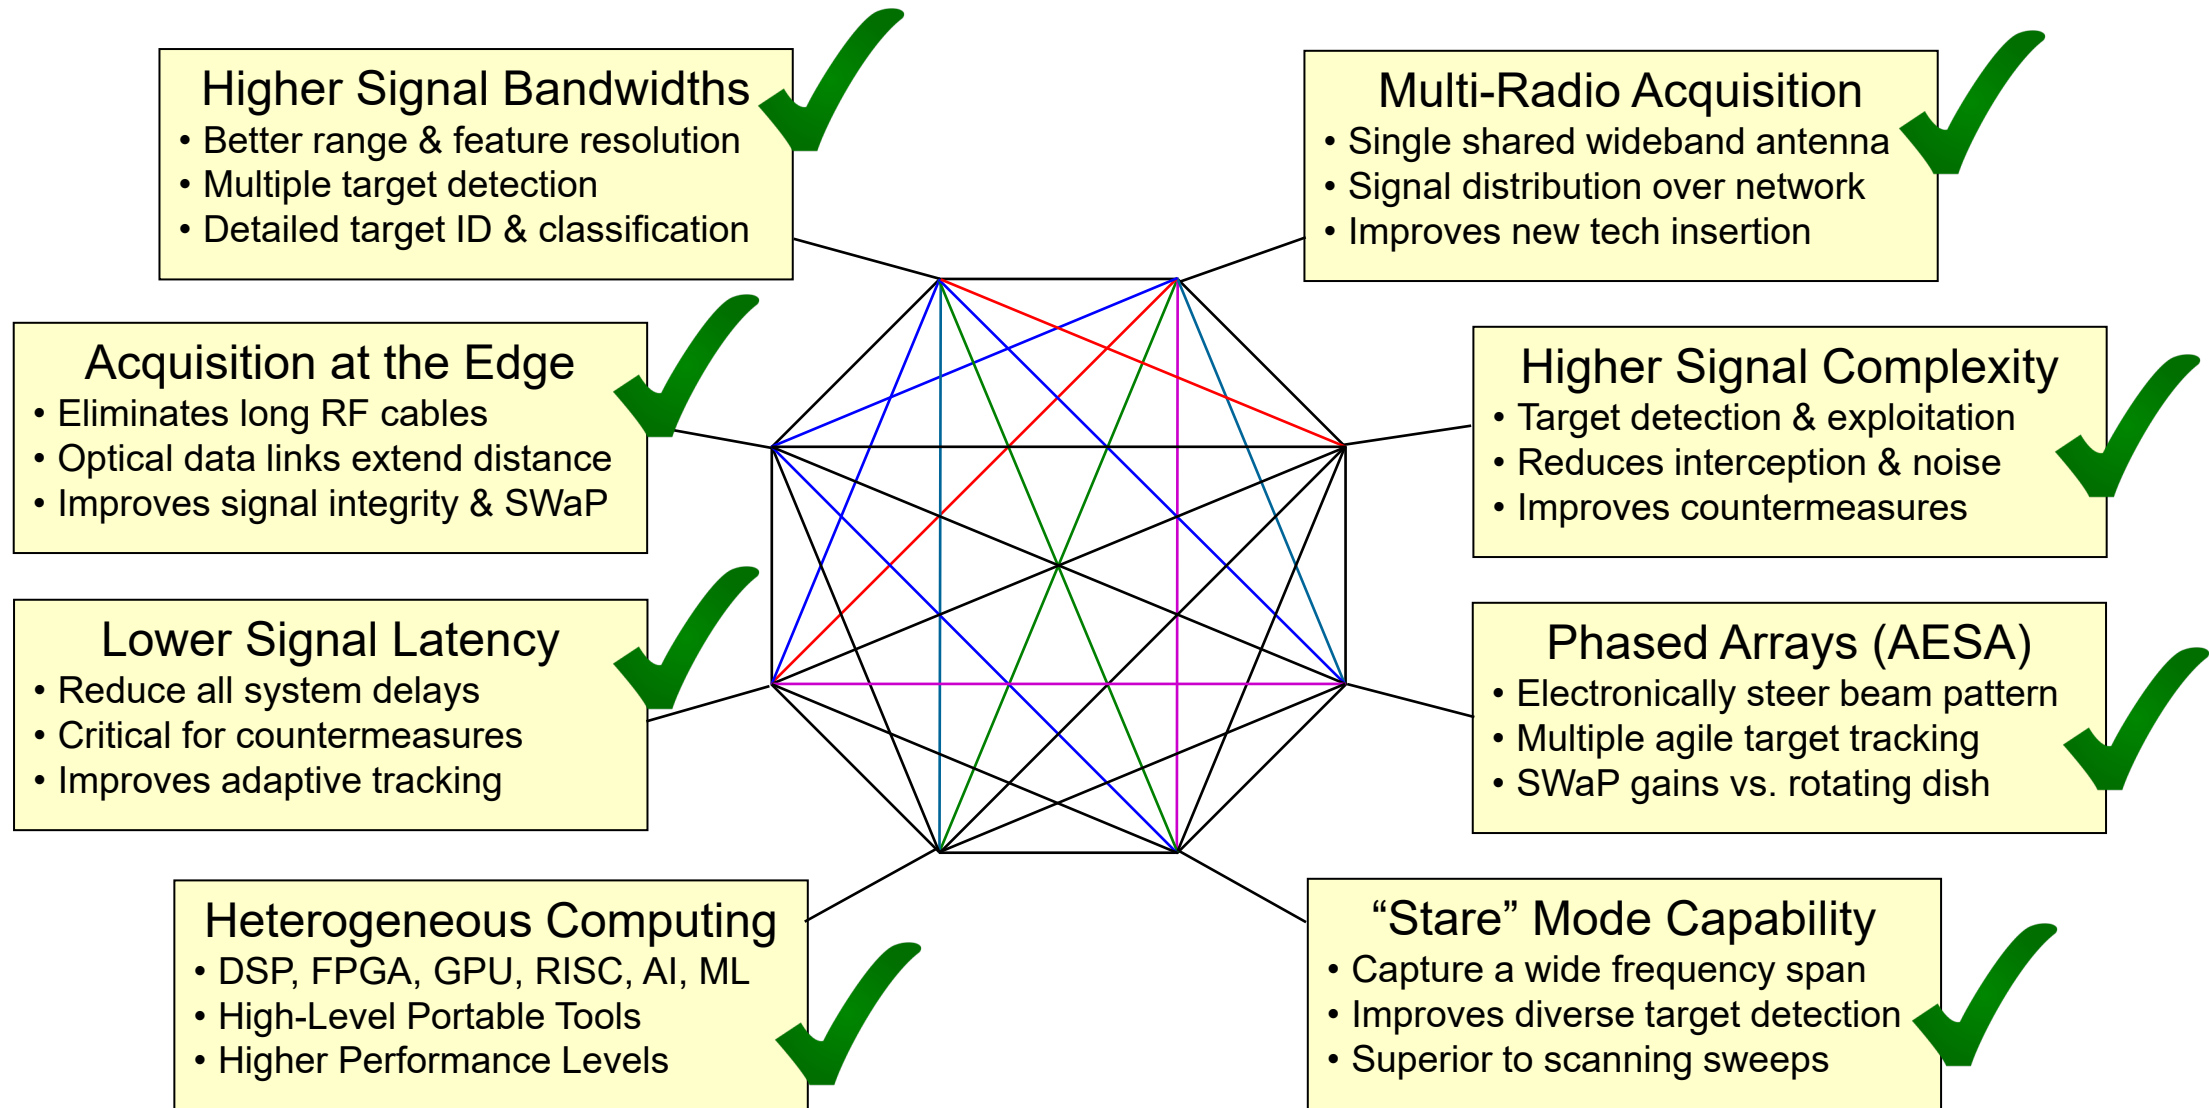 Higher Signal Bandwidths
• Better range & feature resolution
• Multiple target detection
• Detailed target ID & classification
Multi-Radio Acquisition
• Single shared wideband antenna
• Signal distribution over network
• Improves new tech insertion
Acquisition at the Edge
• Eliminates long RF cables
• Optical data links extend distance
• Improves signal integrity & SWaP
Higher Signal Complexity
• Target detection & exploitation
• Reduces interception & noise
• Improves countermeasures
Lower Signal Latency
• Reduce all system delays
• Critical for countermeasures
• Improves adaptive tracking
Phased Arrays (AESA)
• Electronically steer beam pattern
• Multiple agile target tracking
• SWaP gains vs. rotating dish
Heterogeneous Computing
• DSP, FPGA, GPU, RISC, AI, ML
• High-Level Portable Tools
• Higher Performance Levels
“Stare” Mode Capability
• Capture a wide frequency span
• Improves diverse target detection
• Superior to scanning sweeps